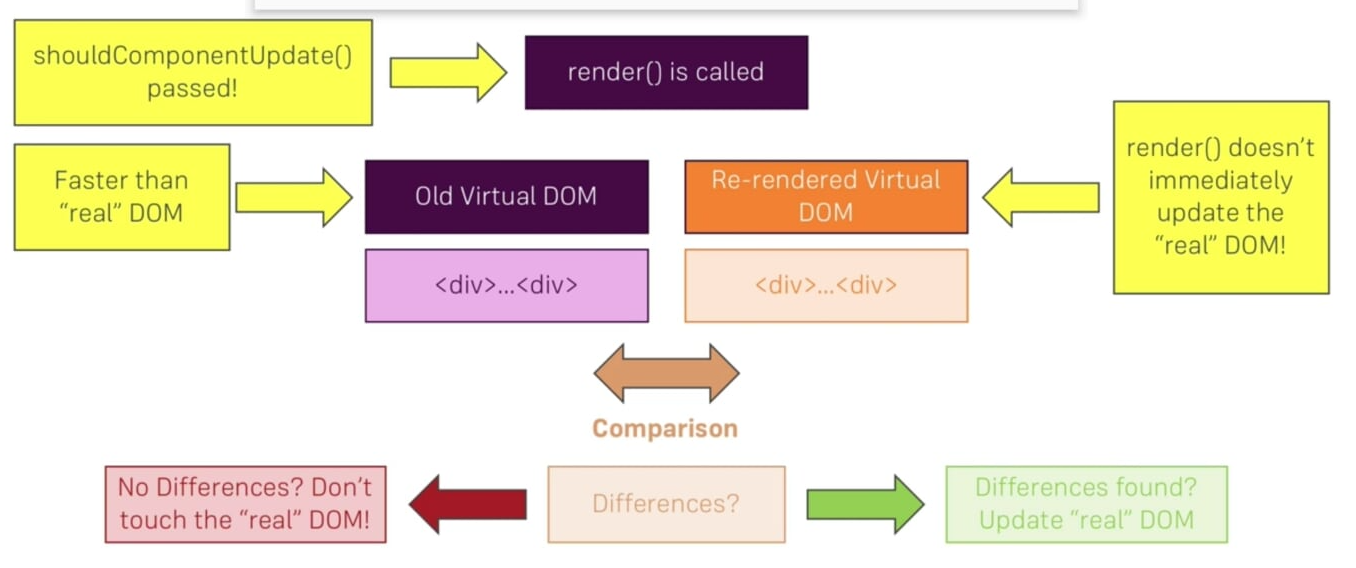 shouldComponentUpdate()
passed!
render() is called
Faster than
“real” DOM
Old Virtual DOM
Re-rendered Virtual
DOM
render() doesn’t
immediately
update the
“real” DOM!
<div>...<div>
<div>...<div>
Comparison
No Differences? Don’t
touch the “real” DOM!
Differences?
Differences found?
Update “real” DOM